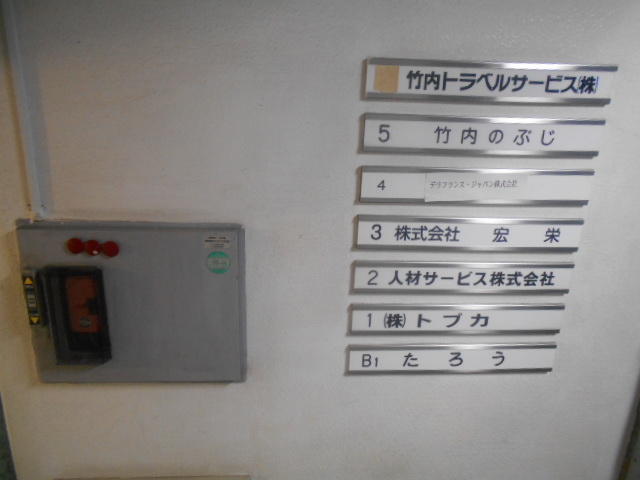 竹内トラベルサービス(株)
5 竹内のぶじ
4 デリフランス・ジャパン株式会社
3 株式会社 宏栄
2 人材サービス株式会社
1 (株)トブカ
B1 たろう